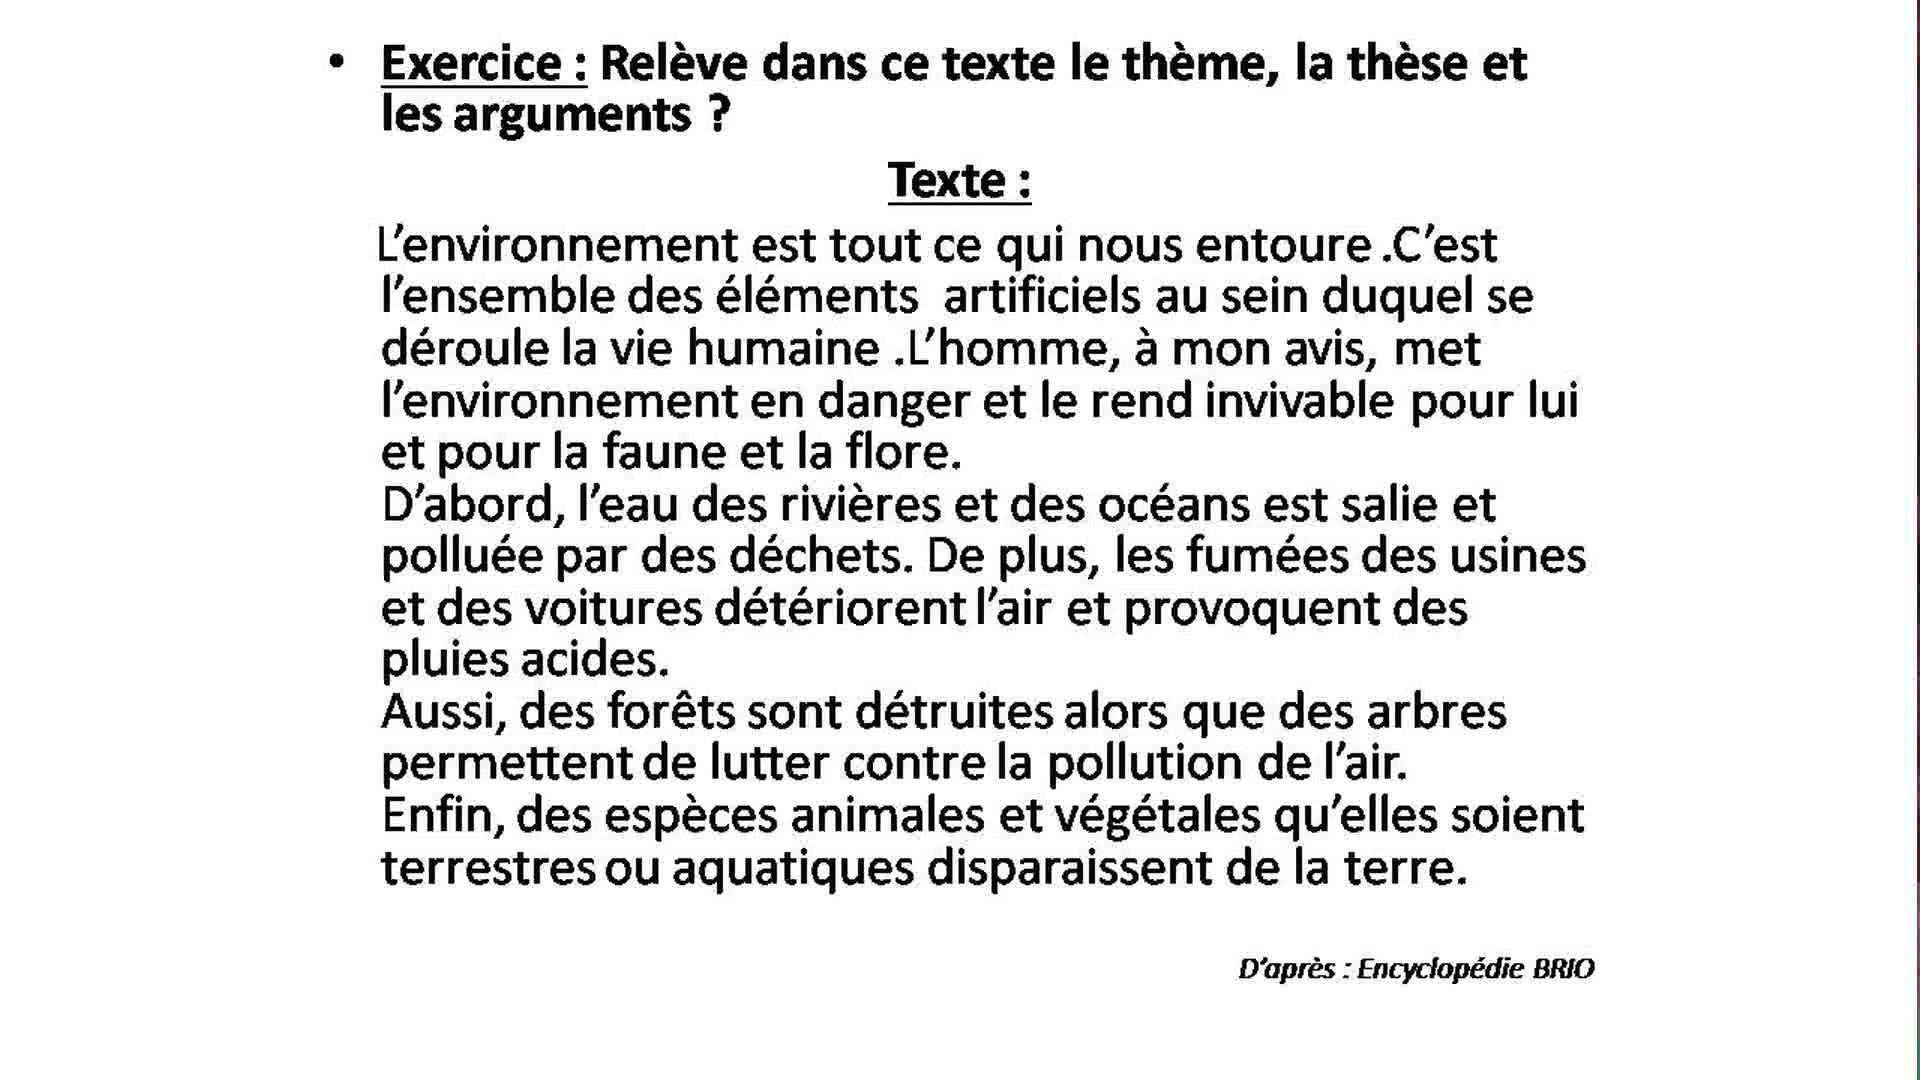 • Exercice : Relève dans ce texte le thème, la thèse et
les arguments ?
Texte :
L’environnement est tout ce qui nous entoure .C’est
l’ensemble des éléments artificiels au sein duquel se
déroule la vie humaine .L’homme, à mon avis, met
l’environnement en danger et le rend invivable pour lui
et pour la faune et la flore.
D’abord, l’eau des rivières et des océans est salie et
polluée par des déchets. De plus, les fumées des usines
et des voitures détériorent l’air et provoquent des
pluies acides.
Aussi, des forêts sont détruites alors que des arbres
permettent de lutter contre la pollution de l’air.
Enfin, des espèces animales et végétales qu’elles soient
terrestres ou aquatiques disparaissent de la terre.
D’après : Encyclopédie BRIO